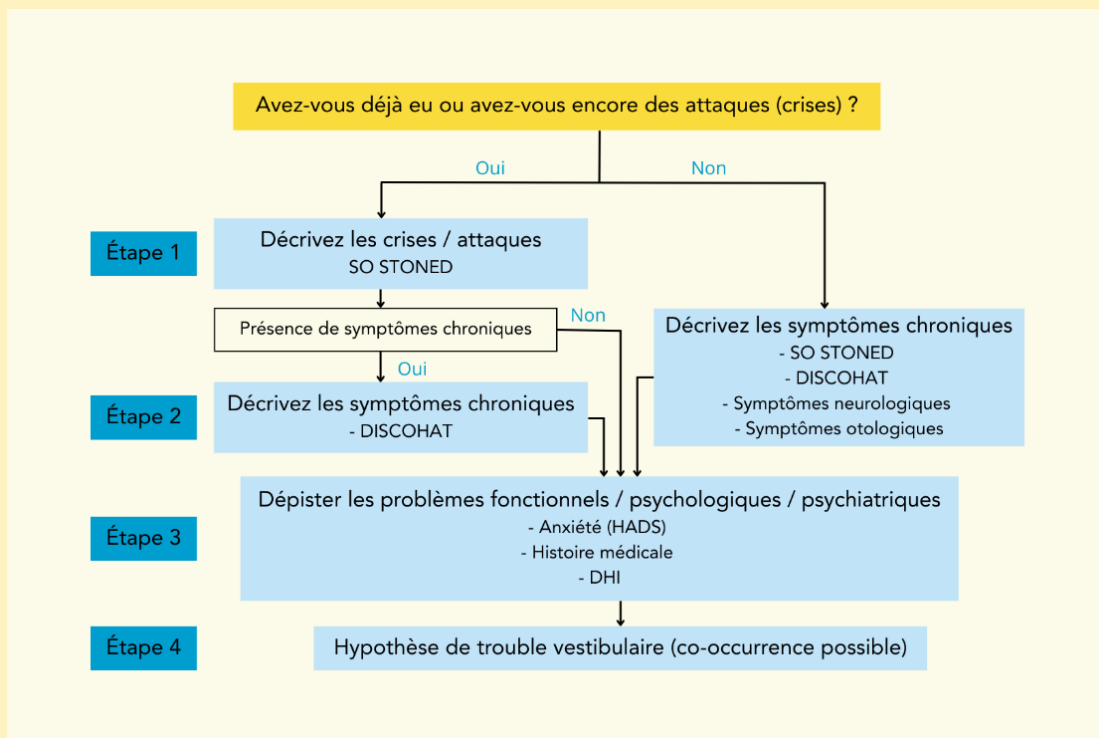 Avez-vous déjà eu ou avez-vous encore des attaques (crises) ?
Oui
Non
Étape 1
Décrivez les crises / attaques
SO STONED
Présence de symptômes chroniques
Non
Oui
Décrivez les symptômes chroniques
- SO STONED
- DISCOHAT
- Symptômes neurologiques
- Symptômes otologiques
Étape 2
Décrivez les symptômes chroniques
- DISCOHAT
Étape 3
Dépister les problèmes fonctionnels / psychologiques / psychiatriques
- Anxiété (HADS)
- Histoire médicale
- DHI
Étape 4
Hypothèse de trouble vestibulaire (co-occurrence possible)